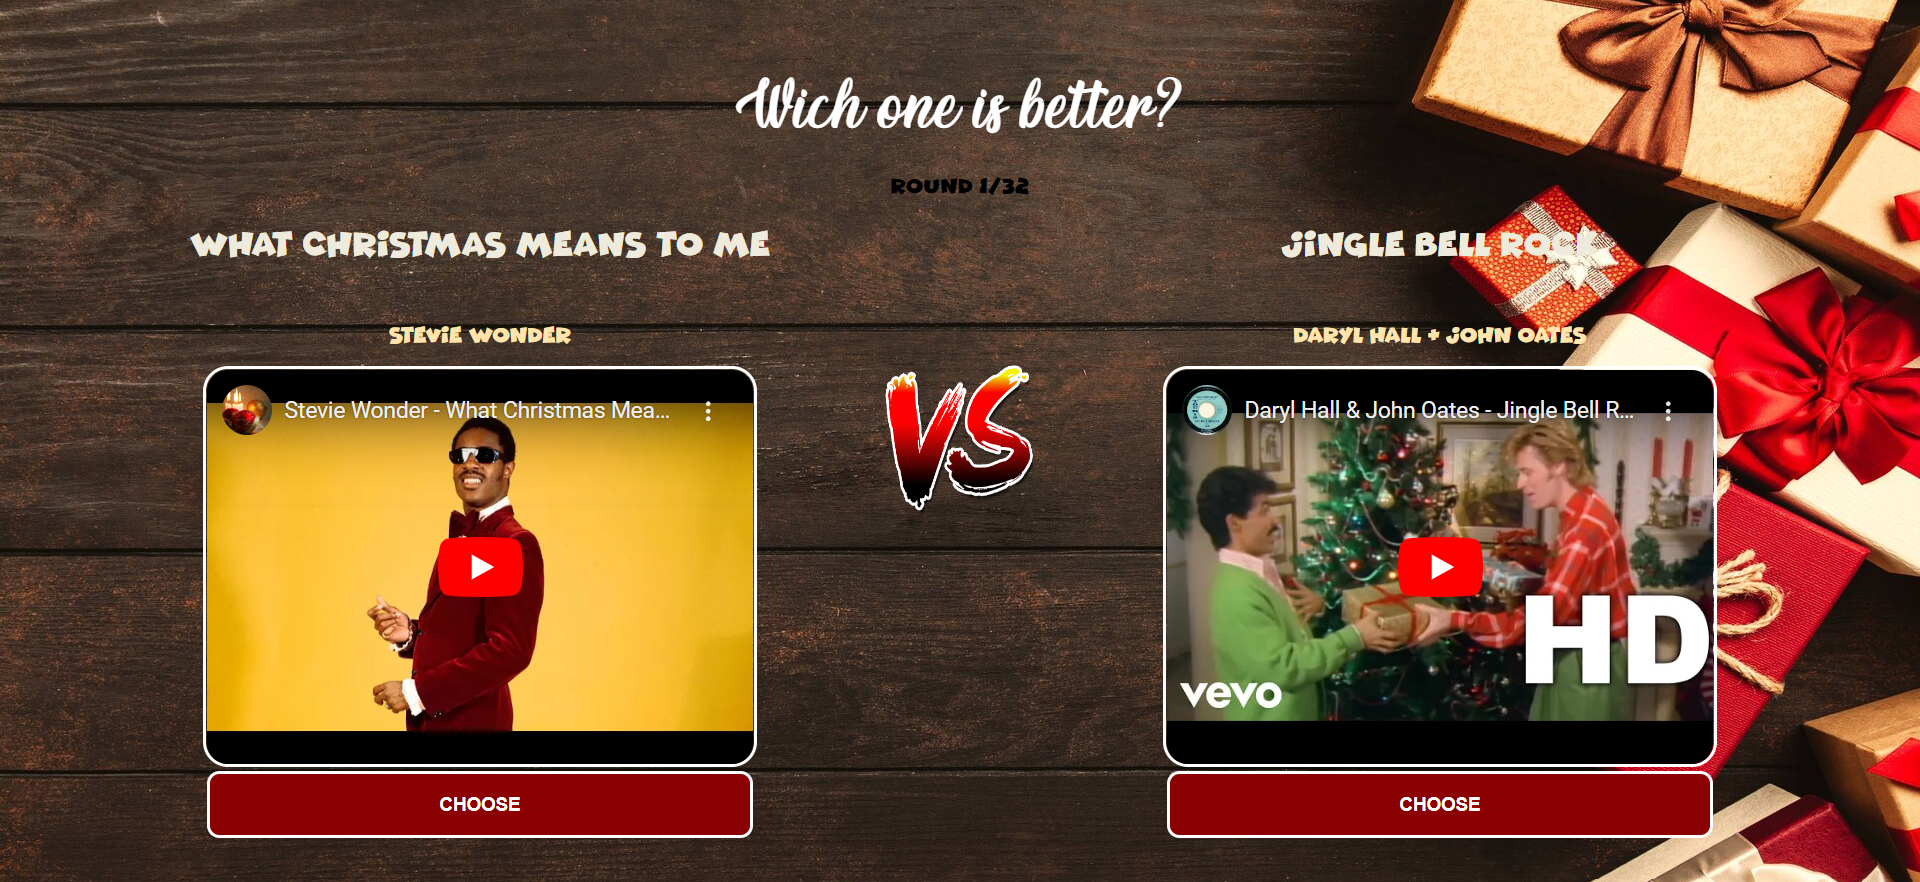 Wich one is better?
ROUND 1/32
WHAT CHRISTMAS MEANS TO ME
STEVIE WONDER
Stevie Wonder - What Christmas Mea...
CHOOSE
VS
JINGLE BELL ROCK
DARYL HALL + JOHN OATES
Daryl Hall & John Oates - Jingle Bell R...
HD
vevo
CHOOSE